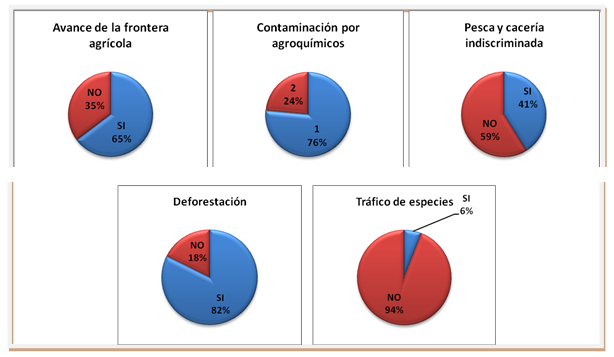 Avance de la frontera
agrícola
NO
35%
SI
65%
Contaminación por
agroquímicos
2
24%
1
76%
Pesca y cacería
indiscriminada
SI
41%
NO
59%
Deforestación
NO
18%
SI
82%
Tráfico de especies
SI
6%
NO
94%